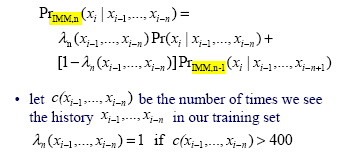 Pr_IMM,n (x_i | x_{i-1},..., x_{i-n}) =
λ_n(x_{i-1},..., x_{i-n}) Pr(x_i | x_{i-1},..., x_{i-n}) +
[1 − λ_n(x_{i-1},..., x_{i-n})] Pr_IMM,n-1 (x_i | x_{i-1},..., x_{i-n+1})
• let c(x_{i-1},..., x_{i-n}) be the number of times we see
the history x_{i-1},..., x_{i-n} in our training set
λ_n(x_{i-1},..., x_{i-n}) = 1 if c(x_{i-1},..., x_{i-n}) > 400